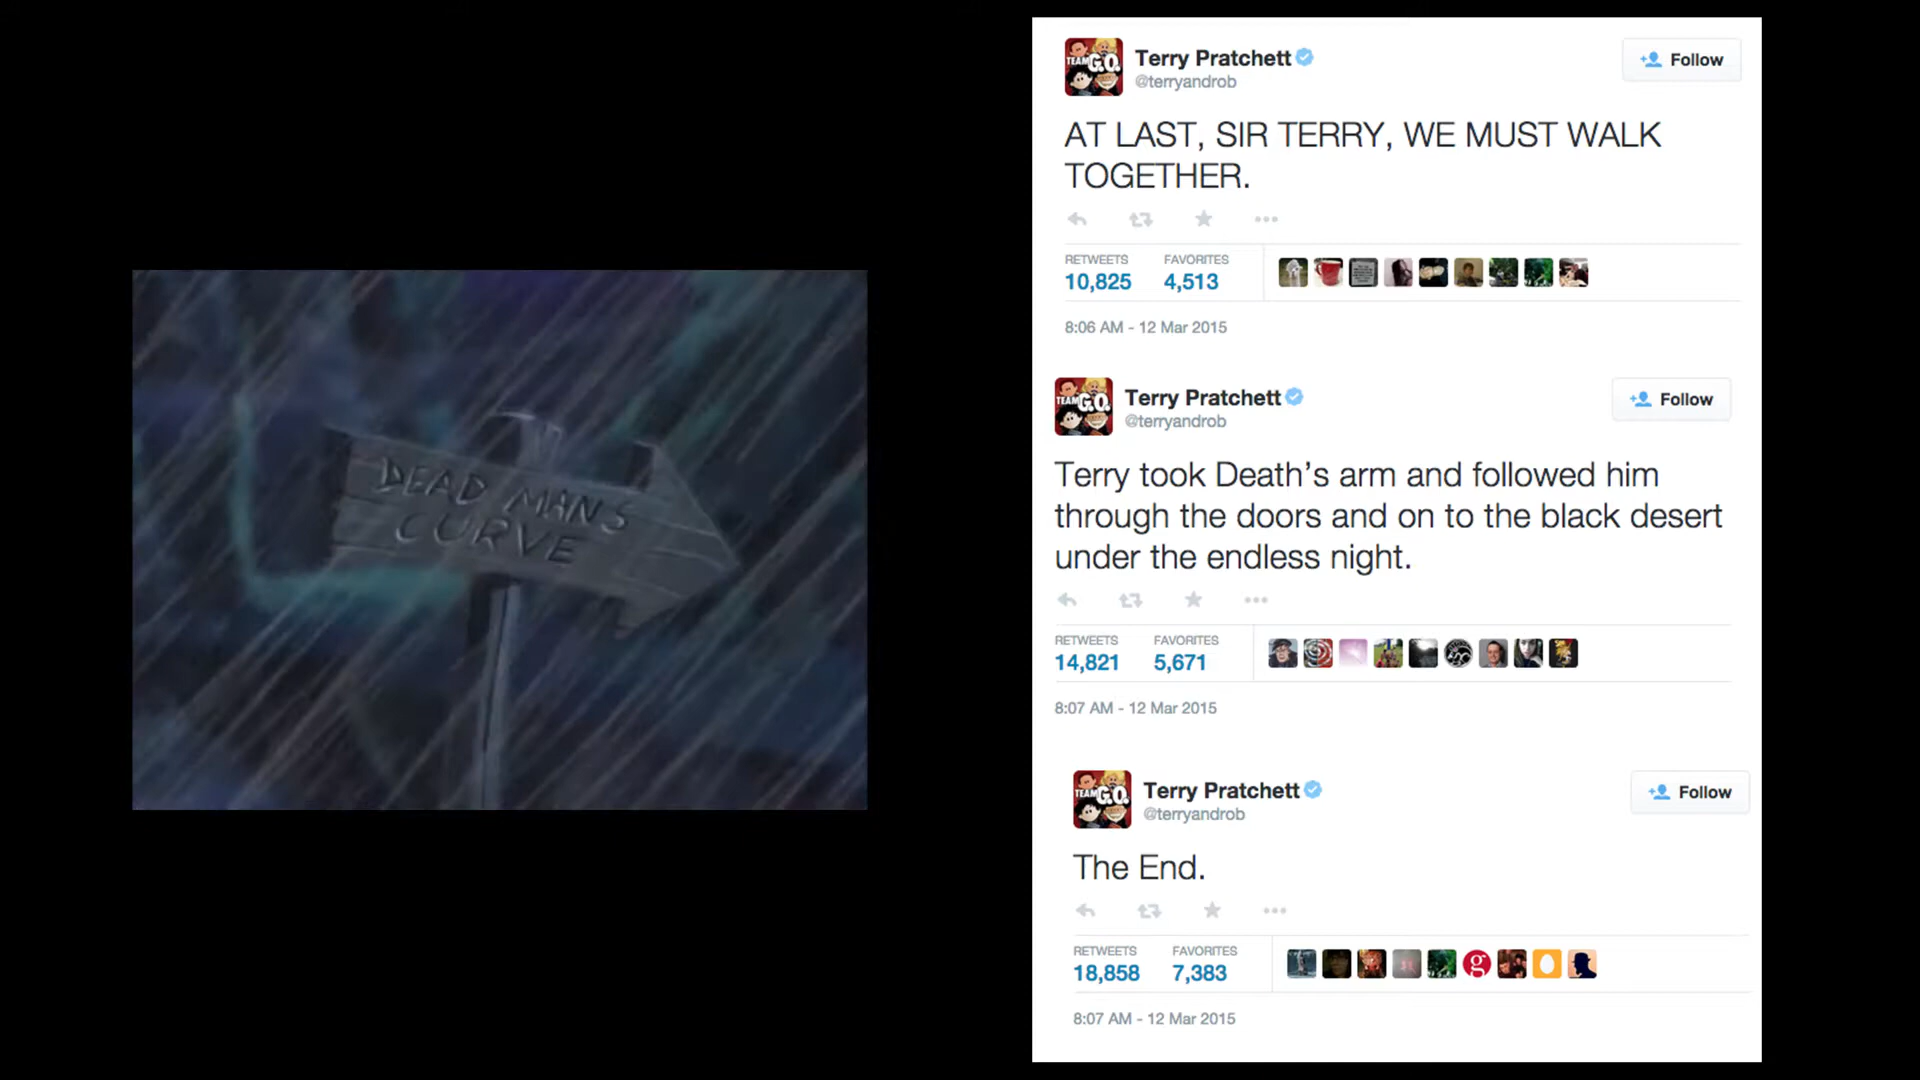 DEAD MANS
CURVE
TEAM G.O.
Terry Pratchett
Follow
@terryandrob
AT LAST, SIR TERRY, WE MUST WALK
TOGETHER.
RETWEETS FAVORITES
10,825 4,513
8:06 AM - 12 Mar 2015
TEAM G.O.
Terry Pratchett
Follow
@terryandrob
Terry took Death’s arm and followed him
through the doors and on to the black desert
under the endless night.
RETWEETS FAVORITES
14,821 5,671
8:07 AM - 12 Mar 2015
TEAM G.O.
Terry Pratchett
Follow
@terryandrob
The End.
RETWEETS FAVORITES
18,858 7,383
g
8:07 AM - 12 Mar 2015